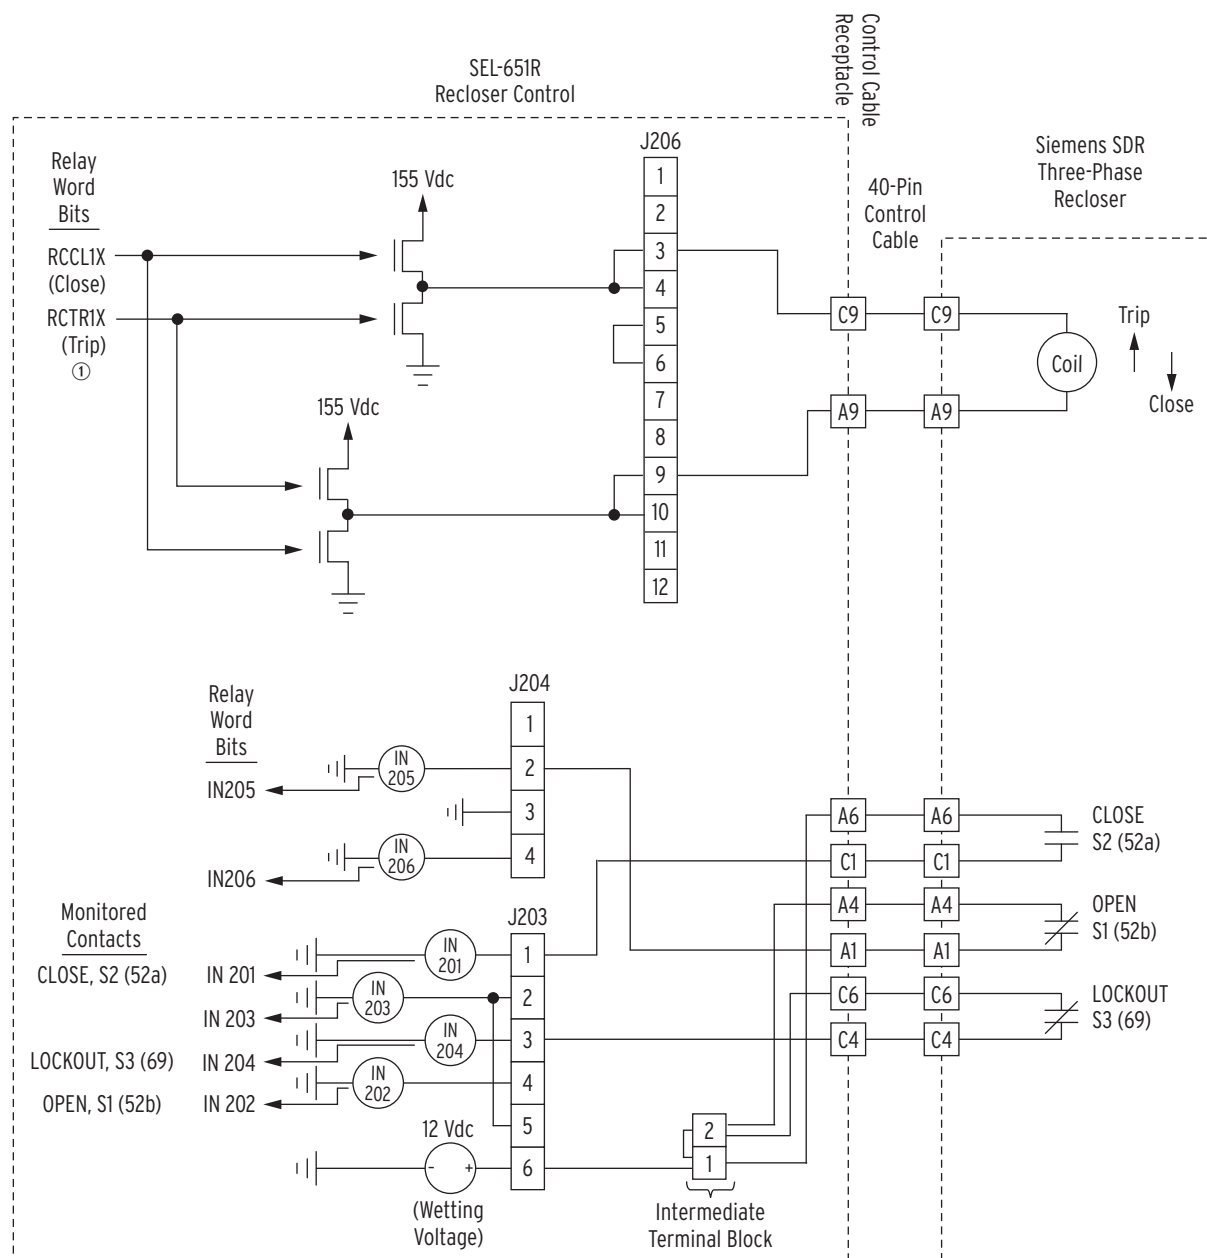 Control Cable
Receptacle
SEL-651R
Recloser Control
Siemens SDR
Three-Phase
Recloser
40-Pin
Control
Cable
Relay
Word
Bits
RCCL1X
(Close)
RCTR1X
(Trip)
①
155 Vdc
155 Vdc
J206
1
2
3
4
5
6
7
8
9
10
11
12
C9
C9
A9
A9
Coil
Trip
Close
Relay
Word
Bits
IN205
IN206
IN
205
IN
206
J204
1
2
3
4
Monitored
Contacts
CLOSE, S2 (52a)
LOCKOUT, S3 (69)
OPEN, S1 (52b)
IN 201
IN 203
IN 204
IN 202
IN
201
IN
203
IN
204
IN
202
J203
1
2
3
4
5
6
12 Vdc
- +
(Wetting
Voltage)
2
1
Intermediate
Terminal Block
A6
A6
C1
C1
A4
A4
A1
A1
C6
C6
C4
C4
CLOSE
S2 (52a)
OPEN
S1 (52b)
LOCKOUT
S3 (69)